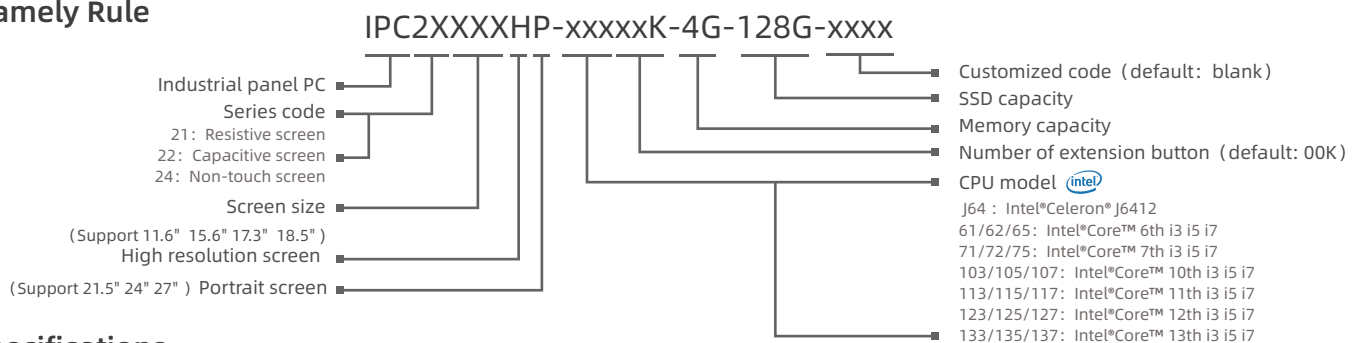 amely Rule
IPC2XXXXHP-xxxxxK-4G-128G-xxxx
Industrial panel PC
Series code
21: Resistive screen
22: Capacitive screen
24: Non-touch screen
Screen size
(Support 11.6" 15.6" 17.3" 18.5")
High resolution screen
(Support 21.5" 24" 27" ) Portrait screen
Customized code (default: blank)
SSD capacity
Memory capacity
Number of extension button (default: 00K)
CPU model intel
J64 : Intel®Celeron® J6412
61/62/65: Intel®Core™ 6th i3 i5 i7
71/72/75: Intel®Core™ 7th i3 i5 i7
103/105/107: Intel®Core™ 10th i3 i5 i7
113/115/117: Intel®Core™ 11th i3 i5 i7
123/125/127: Intel®Core™ 12th i3 i5 i7
133/135/137: Intel®Core™ 13th i3 i5 i7